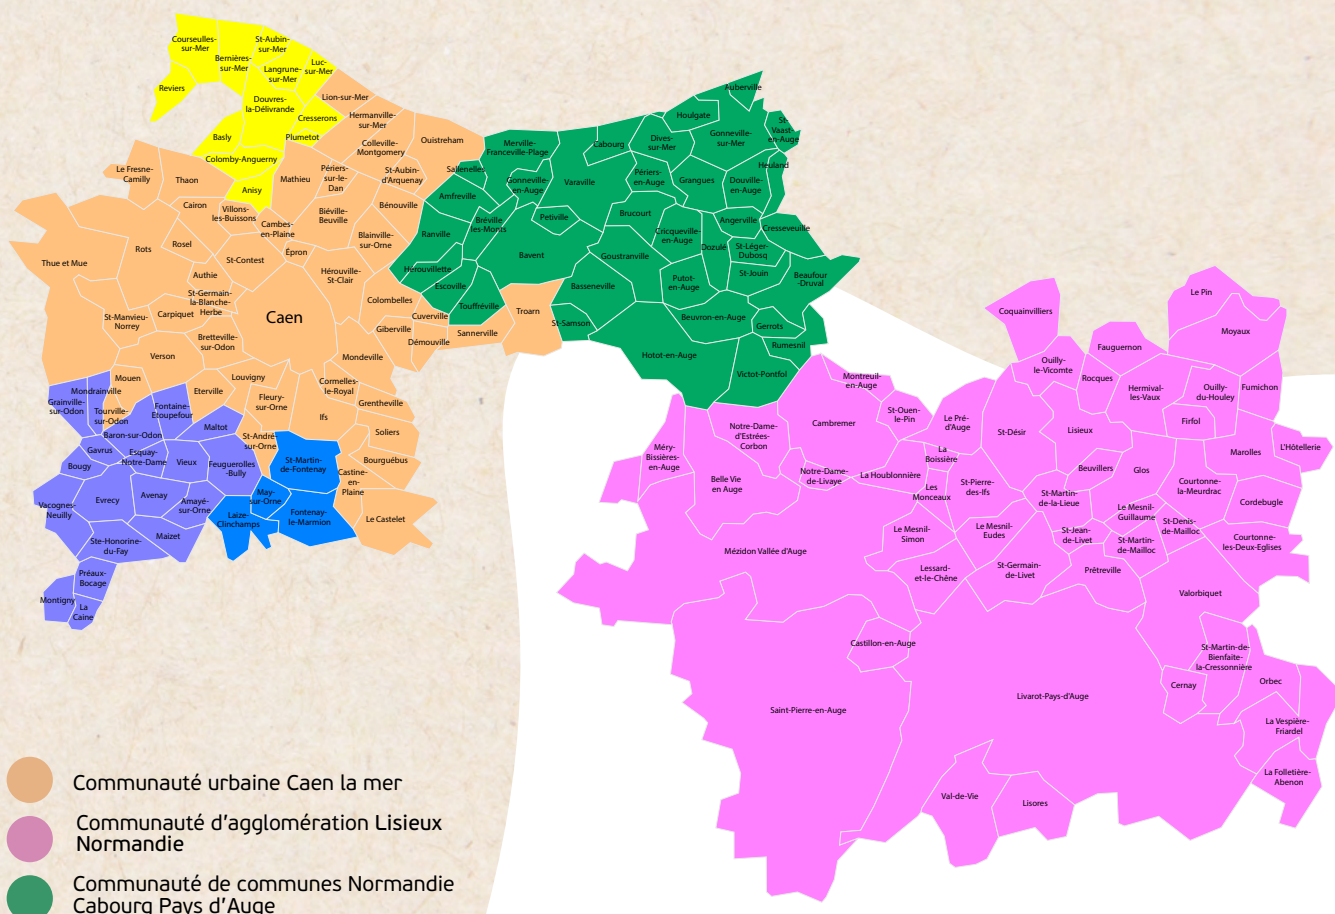 Courseulles-
sur-Mer
Bernières-
sur-Mer
St-Aubin-
sur-Mer
Langrune-
sur-Mer
Luc-
sur-Mer
Reviers
Douvres-
la-Délivrande
Cresserons
Basly
Plumetot
Colomby-Anguerny
Anisy
Lion-sur-Mer
Hermanville-
sur-Mer
Colleville-
Montgomery
Ouistreham
Le Fresne-
Camilly
Thaon
Mathieu
Périers-
sur-le-
Dan
St-Aubin-
d'Arquenay
Cairon
Villons-
les-Buissons
Cambes-
en-Plaine
Biéville-
Beuville
Bénouville
Blainville-
sur-Orne
Thue et Mue
Rots
Rosel
St-Contest
Épron
Authie
Hérouville-
St-Clair
St-Germain-
la-Blanche-
Herbe
Carpiquet
St-Manvieu-
Norrey
Caen
Colombelles
Cuverville
Giberville
Démouville
Sannerville
Troarn
Bretteville-
sur-Odon
Verson
Mondeville
Mouen
Louvigny
Eterville
Fleury-
sur-Orne
Cormelles-
le-Royal
Grentheville
Ifs
Soliers
Tourville-
sur-Odon
St-André-
sur-Orne
Bourguébus
Castine-
en-
Plaine
Le Castelet
Grainville-
sur-Odon
Mondrainville
Fontaine-
Etoupefour
Maltot
Baron-sur-Odon
Gavrus
Esquay-
Notre-Dame
Vieux
Feuguerolles
-Bully
Bougy
Evrecy
Avenay
Amayé-
sur-Orne
Vacognes-
Neuilly
Ste-Honorine-
du-Fay
Maizet
Préaux-
Bocage
Montigny
La
Caine
St-Martin-
de-Fontenay
May-
sur-Orne
Laize-
Clinchamps
Fontenay-
le-Marmion
Merville-
Franceville-Plage
Sallenelles
Gonneville-
en-Auge
Amfreville
Bréville
les-Monts
Ranville
Hérouvillette
Escoville
Touffréville
Bavent
Petiville
Varaville
Cabourg
Dives-
sur-Mer
Houlgate
Auberville
Gonneville-
sur-Mer
St-
Vaast-
en-Auge
Heuland
Périers-
en-Auge
Grangues
Douville-
en-Auge
Brucourt
Cricqueville-
en-Auge
Angerville
Cresseveuille
Dozulé
St-Léger-
Dubosq
Goustranville
Basseneville
Putot-
en-Auge
St-Jouin
Beaufour
-Druval
St-Samson
Beuvron-en-Auge
Gerrots
Rumesnil
Hotot-en-Auge
Victot-Pontfol
Coquainvilliers
Le Pin
Moyaux
Fauguernon
Ouilly-
le-Vicomte
Rocques
Hermival-
les-Vaux
Ouilly-
du-Houley
Fumichon
Montreuil-
en-Auge
St-Ouen-
le-Pin
Le Pré-
d'Auge
Cambremer
Notre-Dame-
d'Estrées-
Corbon
St-Désir
Lisieux
Firfol
Marolles
L'Hôtellerie
Méry-
Bissières-
en-Auge
Belle Vie
en Auge
Notre-Dame-
de-Livaye
La Houblonnière
La
Boissière
Les
Monceaux
St-Pierre-
des-Ifs
Beuvillers
Glos
Courtonne-
la-Meurdrac
Cordebugle
St-Martin-
de-la-Lieue
Le Mesnil-
Guillaume
St-Denis-
de-Mailloc
Courtonne-
les-Deux-Eglises
Le Mesnil-
Simon
Le Mesnil-
Eudes
St-Jean-
de-Livet
St-Martin-
de-Mailloc
Mézidon Vallée d'Auge
Lessard-
et-le-Chêne
St-Germain-
de-Livet
Prêtreville
Valorbiquet
Castillon-en-Auge
St-Martin-de-
Bienfaite-
la-Cressonnière
Cernay
Orbec
Saint-Pierre-en-Auge
Livarot-Pays-d'Auge
La Vespière-
Friardel
La Folletière-
Abenon
Val-de-Vie
Lisores
Communauté urbaine Caen la mer
Communauté d'agglomération Lisieux
Normandie
Communauté de communes Normandie
Cabourg Pays d'Auge